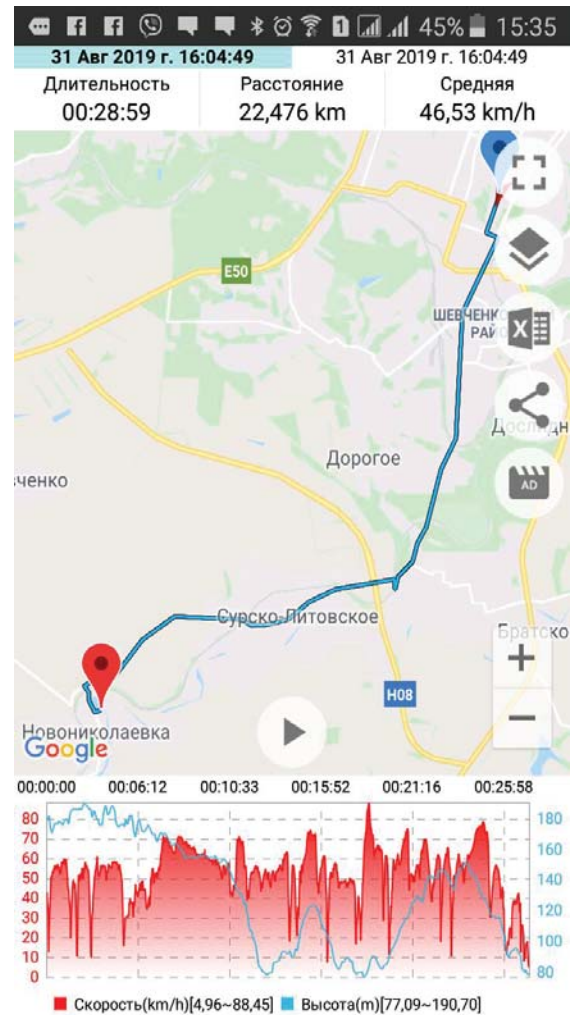 45% 15:35
31 Авг 2019 г. 16:04:49 31 Авг 2019 г. 16:04:49
Длительность Расстояние Средняя
00:28:59 22,476 km 46,53 km/h
E50
ШЕВЧЕНК
РАЙ
AD
Дорогое
ченко
Сурско-Литовское
Братско
H08
Новониколаевка
Google
00:00:00 00:06:12 00:10:33 00:15:52 00:21:16 00:25:58
80 180
70
60 160
50 140
40
30 120
20 100
10
0 80
Скорость(km/h)[4,96~88,45] Высота(m)[77,09~190,70]